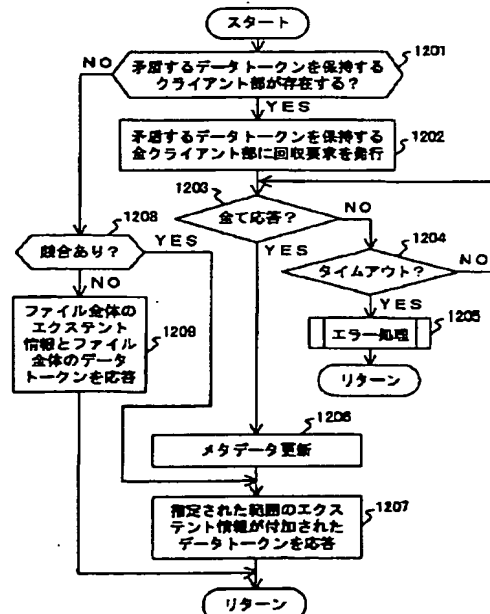 スタート
1201
NO
矛盾するデータトークンを保持する
クライアント部が存在する？
YES
矛盾するデータトークンを保持する
全クライアント部に回収要求を発行
1202
1203
全て応答？
NO
YES
1204
タイムアウト？
NO
YES
1205
エラー処理
リターン
1208
競合あり？
YES
NO
ファイル全体の
エクステント
情報とファイル
全体のデータ
トークンを応答
1209
1206
メタデータ更新
指定された範囲のエクス
テント情報が付加された
データトークンを応答
1207
リターン